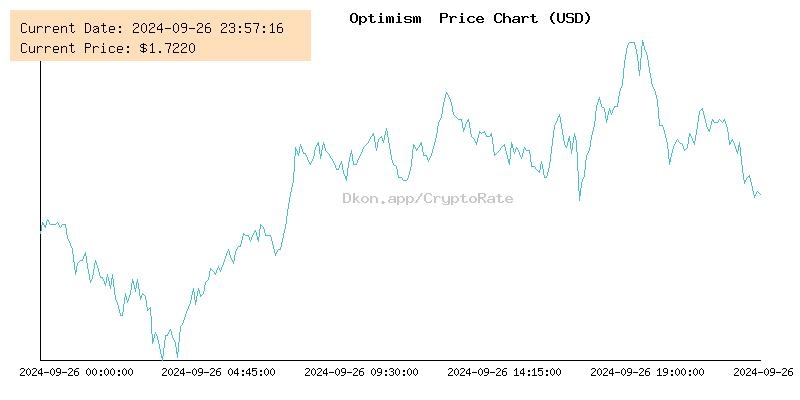 Optimism  Price Chart (USD)
Current Date: 2024-09-26 23:57:16
Current Price: $1.7220
Dkon.app/CryptoRate
2024-09-26 00:00:00 2024-09-26 04:45:00 2024-09-26 09:30:00 2024-09-26 14:15:00 2024-09-26 19:00:00 2024-09-26